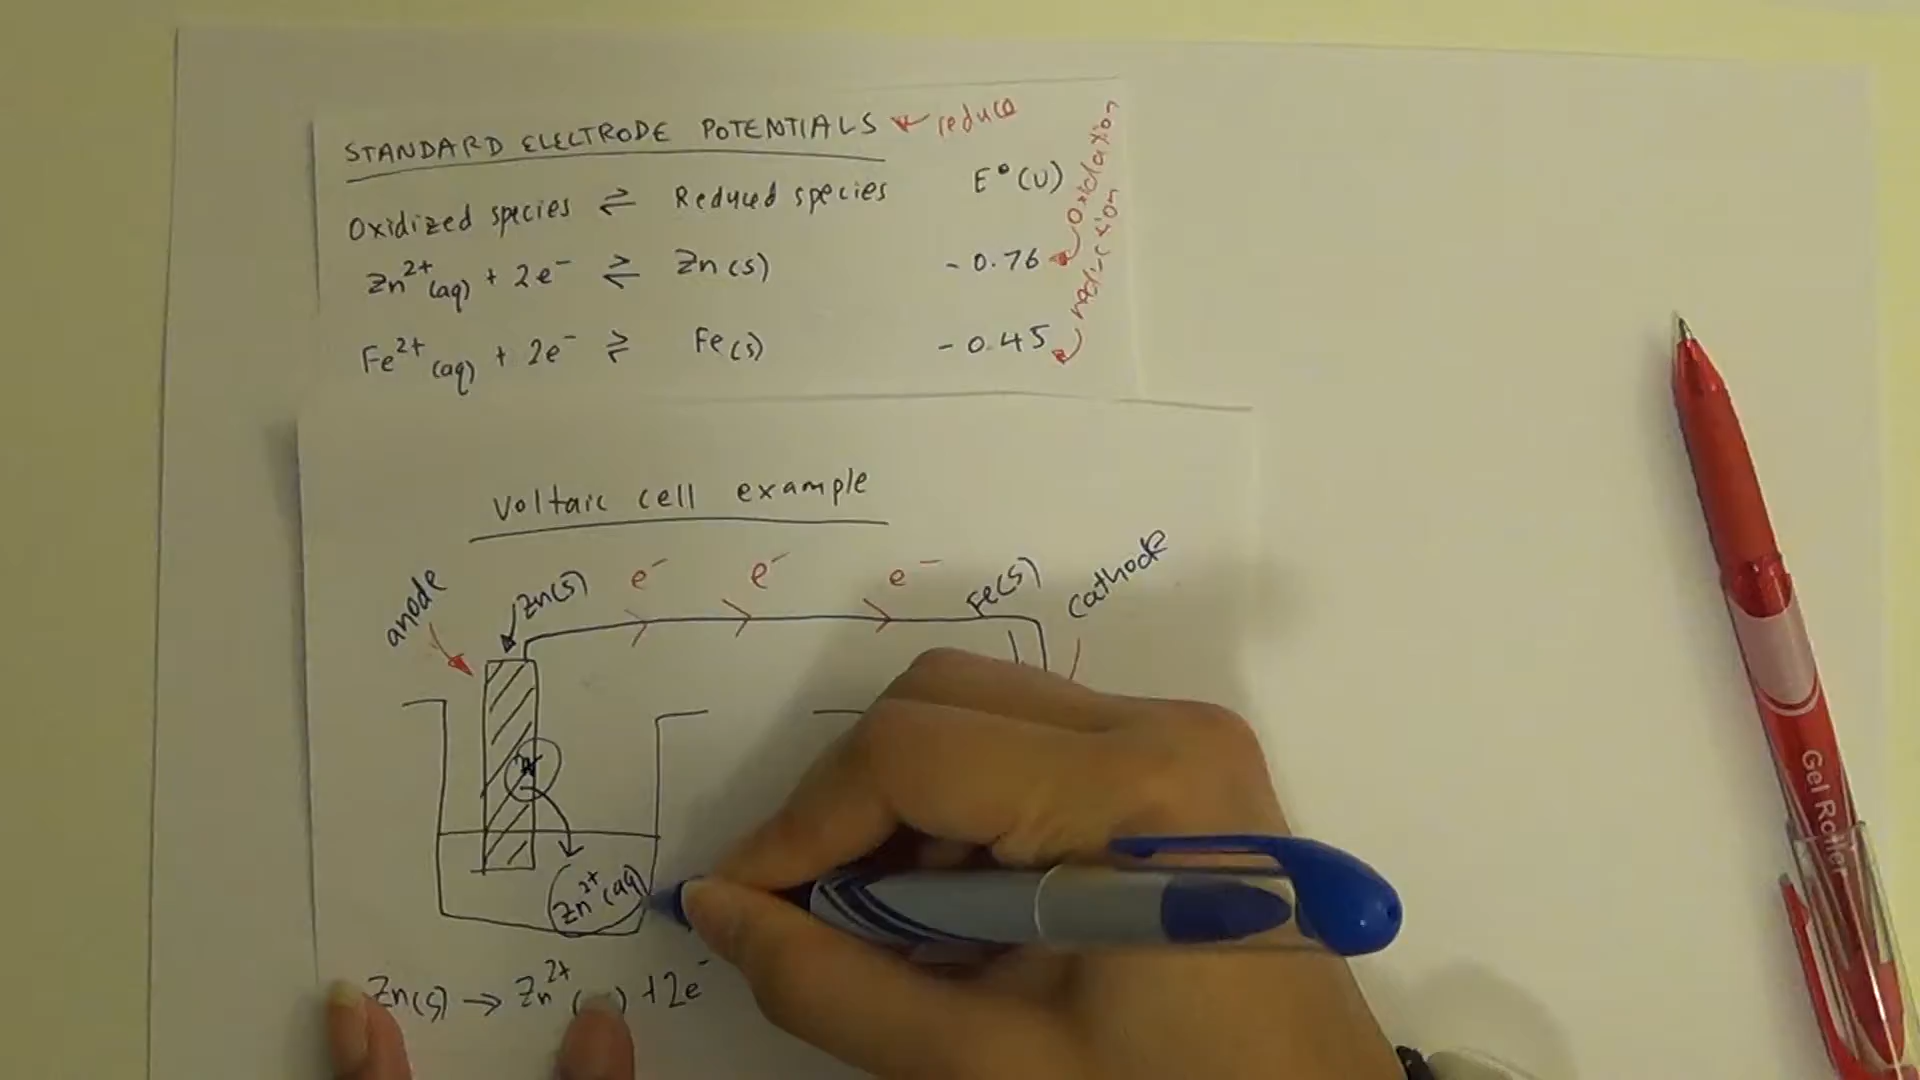 STANDARD ELECTRODE POTENTIALS reduce
Oxidized species ⇌ Reduced species E°(V)
Zn²⁺(aq) + 2e⁻ ⇌ Zn(s) -0.76 oxidation
Fe²⁺(aq) + 2e⁻ ⇌ Fe(s) -0.45 reduction
Voltaic cell example
anode Zn(s) e⁻ e⁻ e⁻ Fe(s) cathode
Zn²⁺(aq)
Zn(s) → Zn²⁺( ) +2e⁻
Gel Roller